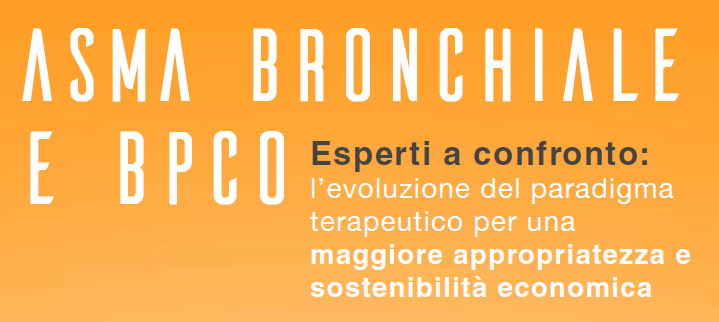 ASMA BRONCHIALE
E BPCO
Esperti a confronto:
l’evoluzione del paradigma
terapeutico per una
maggiore appropriatezza e
sostenibilità economica